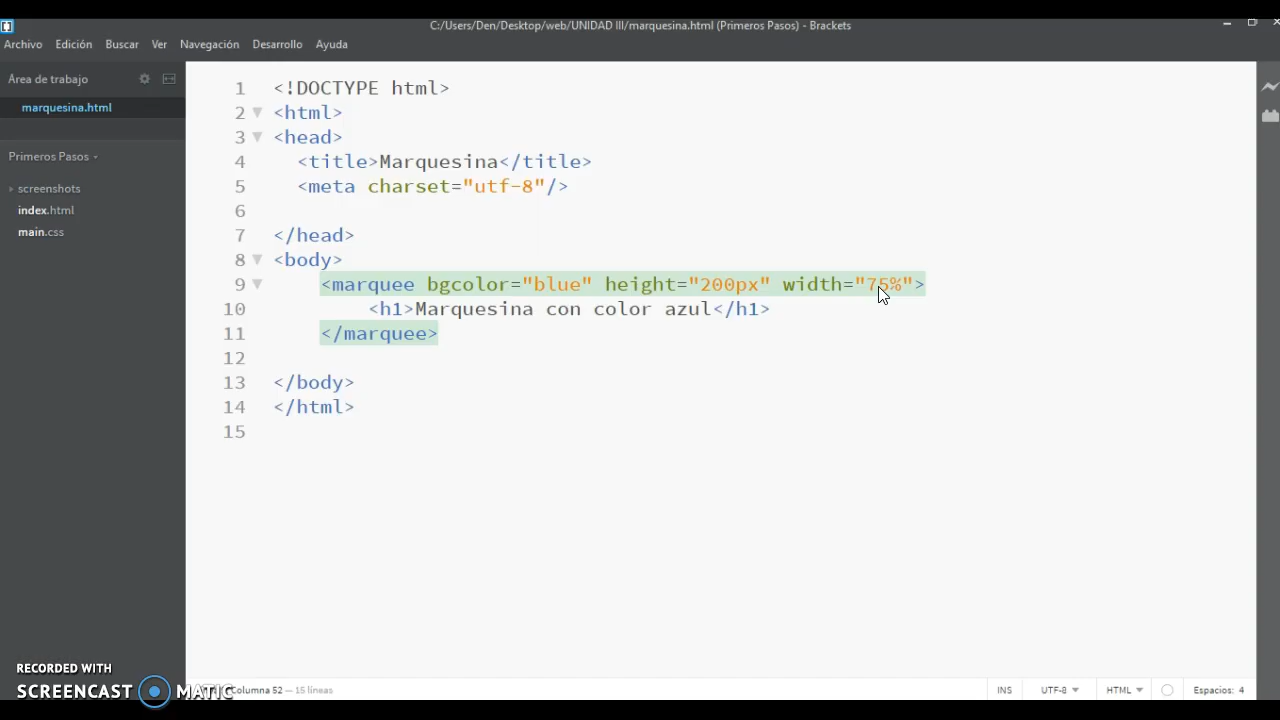 C:/Users/Den/Desktop/web/UNIDAD III/marquesina.html (Primeros Pasos) - Brackets
Archivo Edición Buscar Ver Navegación Desarrollo Ayuda
Área de trabajo
marquesina.html
Primeros Pasos
screenshots
index.html
main.css
1 <!DOCTYPE html>
2 <html>
3 <head>
4 <title>Marquesina</title>
5 <meta charset="utf-8"/>
6
7 </head>
8 <body>
9 <marquee bgcolor="blue" height="200px" width="75%">
10 <h1>Marquesina con color azul</h1>
11 </marquee>
12
13 </body>
14 </html>
15
RECORDED WITH
SCREENCAST MATIC
Columna 52 — 15 líneas INS UTF-8 HTML Espacios: 4